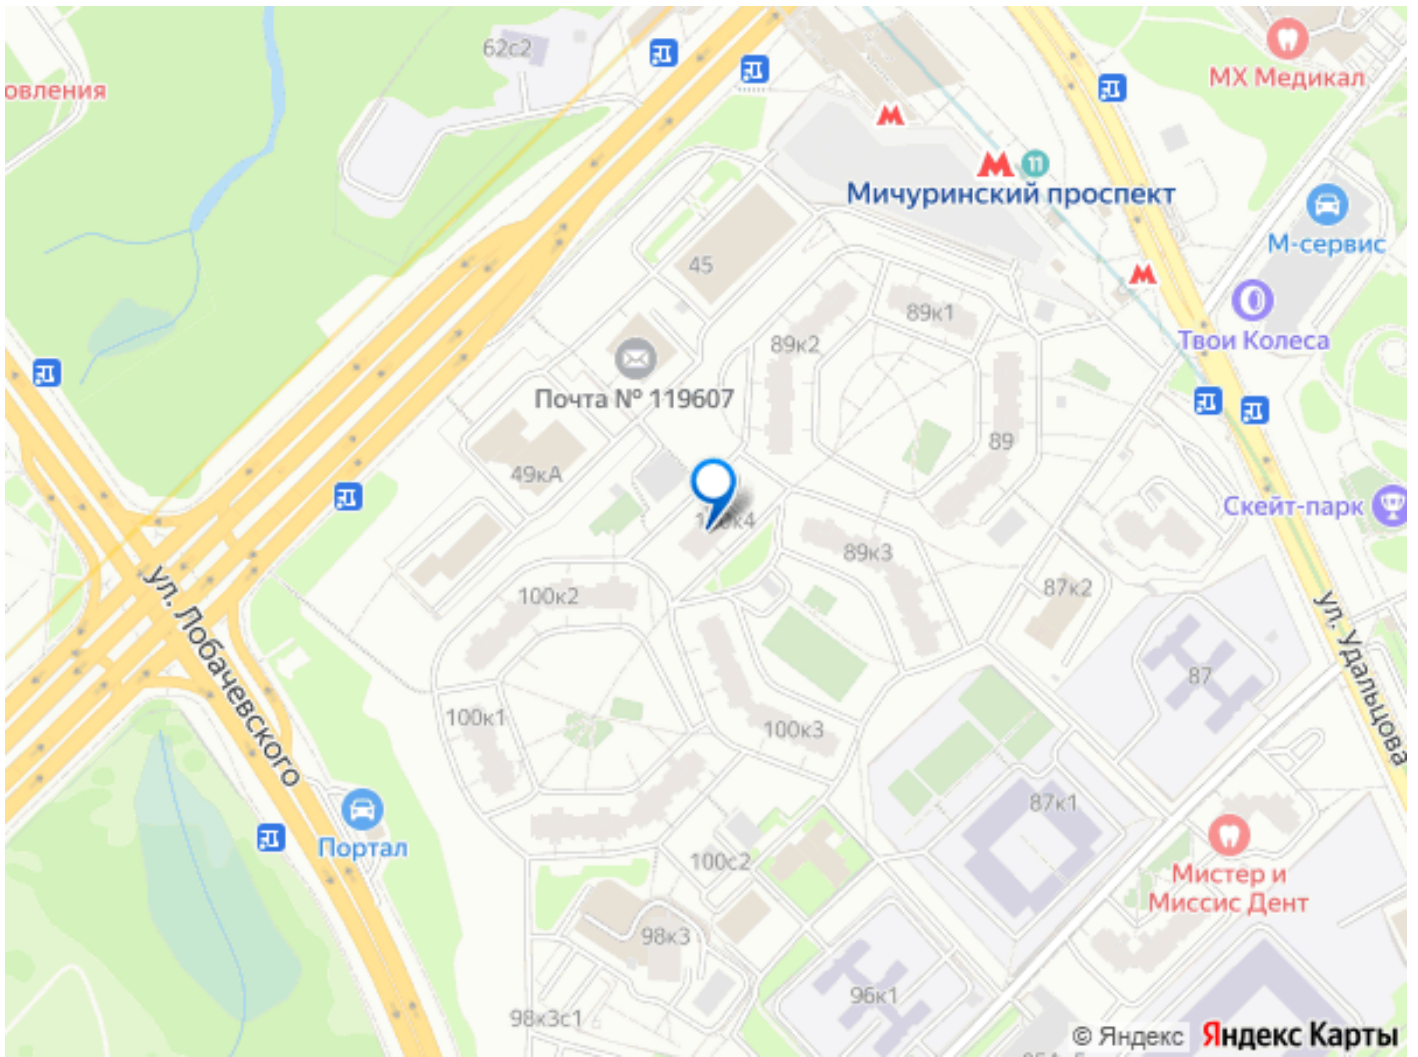 62с2
овления
МХ Медикал
М
М
11
Мичуринский проспект
М-сервис
45
М
89к1
89к2
Твои Колеса
Почта № 119607
89
49кА
Скейт-парк
100к4
89к3
87к2
100к2
ул. Лобачевского
ул. Удальцова
87
100к1
100к3
87к1
Портал
100с2
Мистер и
Миссис Дент
98к3
96к1
98к3с1
© Яндекс Яндекс Карты